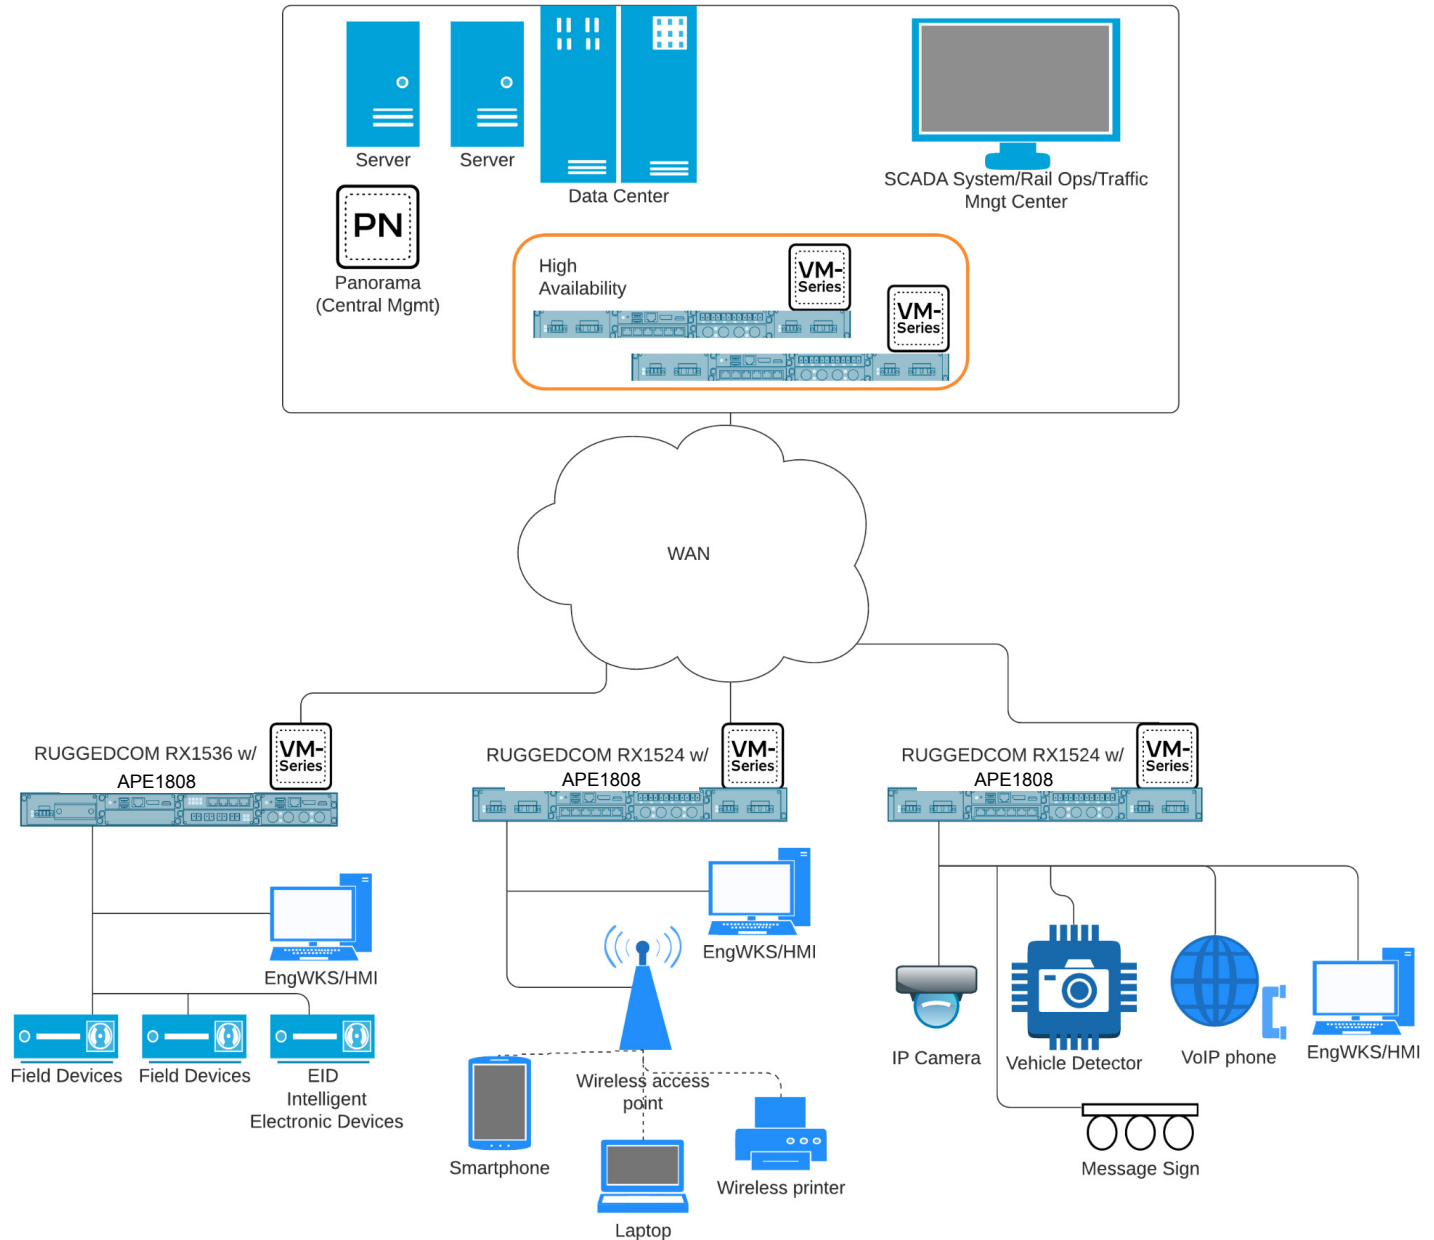 Server
Server
Data Center
SCADA System/Rail Ops/Traffic
Mngt Center
PN
Panorama
(Central Mgmt)
High
Availability
VM-
Series
VM-
Series
WAN
RUGGEDCOM RX1536 w/
APE1808
VM-
Series
RUGGEDCOM RX1524 w/
APE1808
VM-
Series
RUGGEDCOM RX1524 w/
APE1808
VM-
Series
EngWKS/HMI
Field Devices
Field Devices
EID
Intelligent
Electronic Devices
EngWKS/HMI
Wireless access
point
Smartphone
Laptop
Wireless printer
IP Camera
Vehicle Detector
VoIP phone
EngWKS/HMI
Message Sign